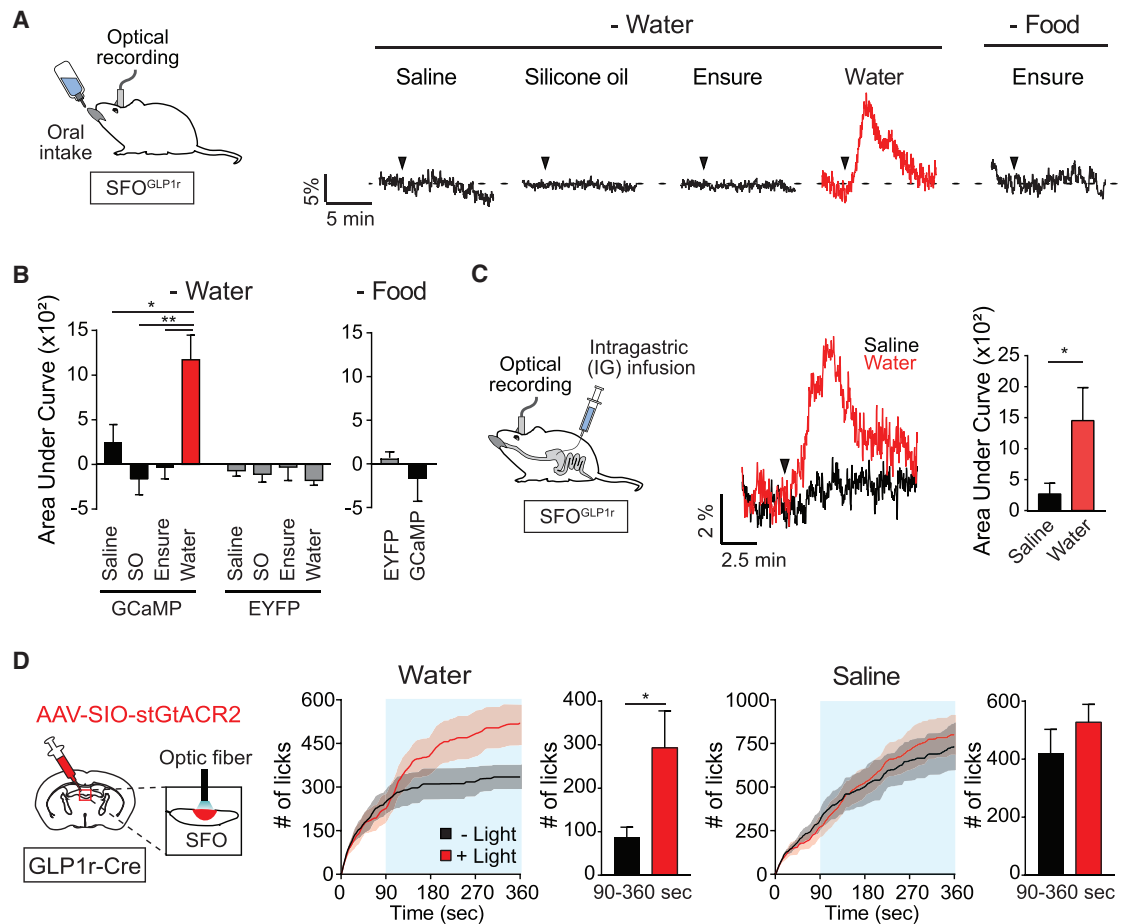 A
Optical
recording
Oral
intake
SFO^GLP1r
- Water
- Food
Saline
Silicone oil
Ensure
Water
Ensure
5%
5 min
B
- Water
- Food
Area Under Curve (x10²)
15
10
5
0
-5
*
**
Saline
SO
Ensure
Water
Saline
SO
Ensure
Water
GCaMP
EYFP
15
10
5
0
-5
EYFP
GCaMP
C
Optical
recording
Intragastric
(IG) infusion
SFO^GLP1r
Saline
Water
2 %
2.5 min
Area Under Curve (x10²)
25
20
15
10
5
0
*
Saline
Water
D
AAV-SIO-stGtACR2
Optic fiber
SFO
GLP1r-Cre
Water
# of licks
600
450
300
150
0
0 90 180 270 360
Time (sec)
- Light
+ Light
# of licks
400
300
200
100
0
*
90-360 sec
Saline
# of licks
1000
750
500
250
0
0 90 180 270 360
Time (sec)
# of licks
600
400
200
0
90-360 sec